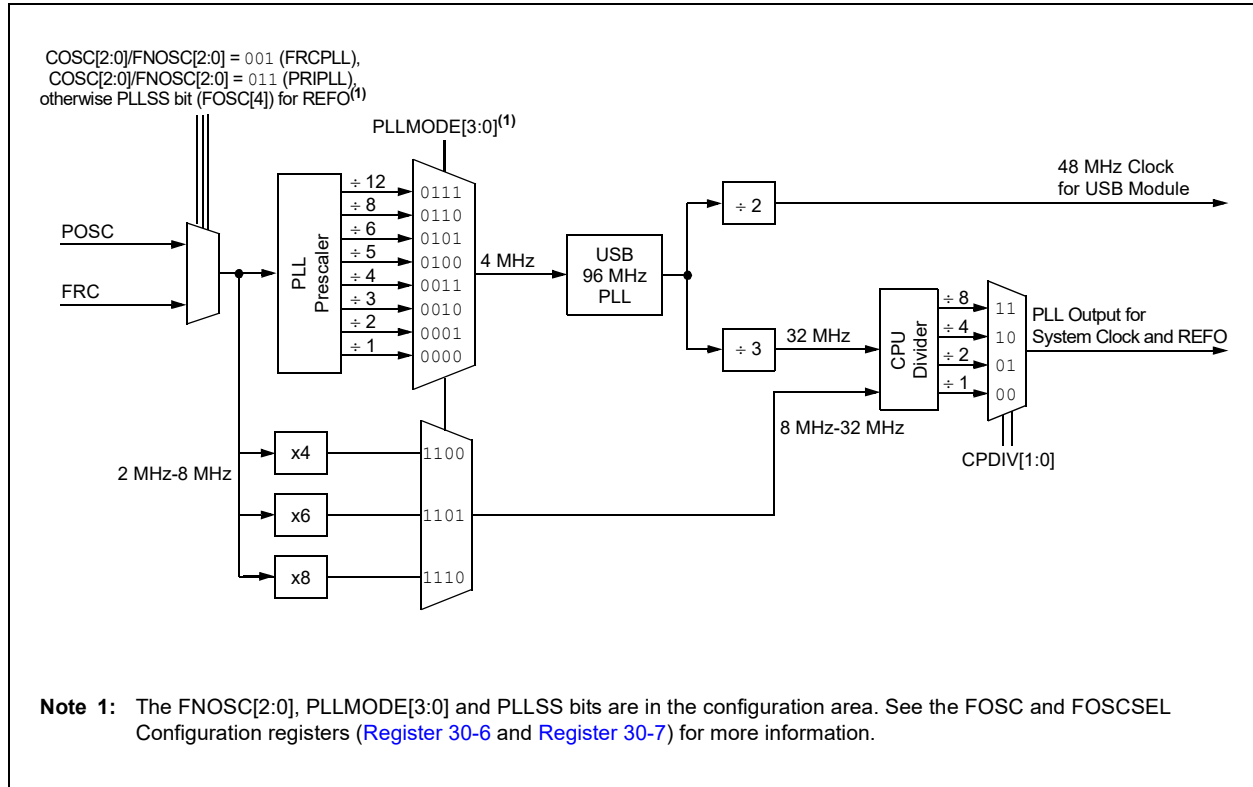 COSC[2:0]/FNOSC[2:0] = 001 (FRCPLL),
COSC[2:0]/FNOSC[2:0] = 011 (PRIPLL),
otherwise PLLSS bit (FOSC[4]) for REFO(1)
PLLMODE[3:0](1)
POSC
FRC
PLL
Prescaler
÷ 12
÷ 8
÷ 6
÷ 5
÷ 4
÷ 3
÷ 2
÷ 1
0111
0110
0101
0100
0011
0010
0001
0000
4 MHz
USB
96 MHz
PLL
÷ 2
48 MHz Clock
for USB Module
÷ 3
32 MHz
CPU
Divider
÷ 8
÷ 4
÷ 2
÷ 1
11
10
01
00
PLL Output for
System Clock and REFO
CPDIV[1:0]
8 MHz-32 MHz
2 MHz-8 MHz
x4
x6
x8
1100
1101
1110
Note 1: The FNOSC[2:0], PLLMODE[3:0] and PLLSS bits are in the configuration area. See the FOSC and FOSCSEL
Configuration registers (Register 30-6 and Register 30-7) for more information.